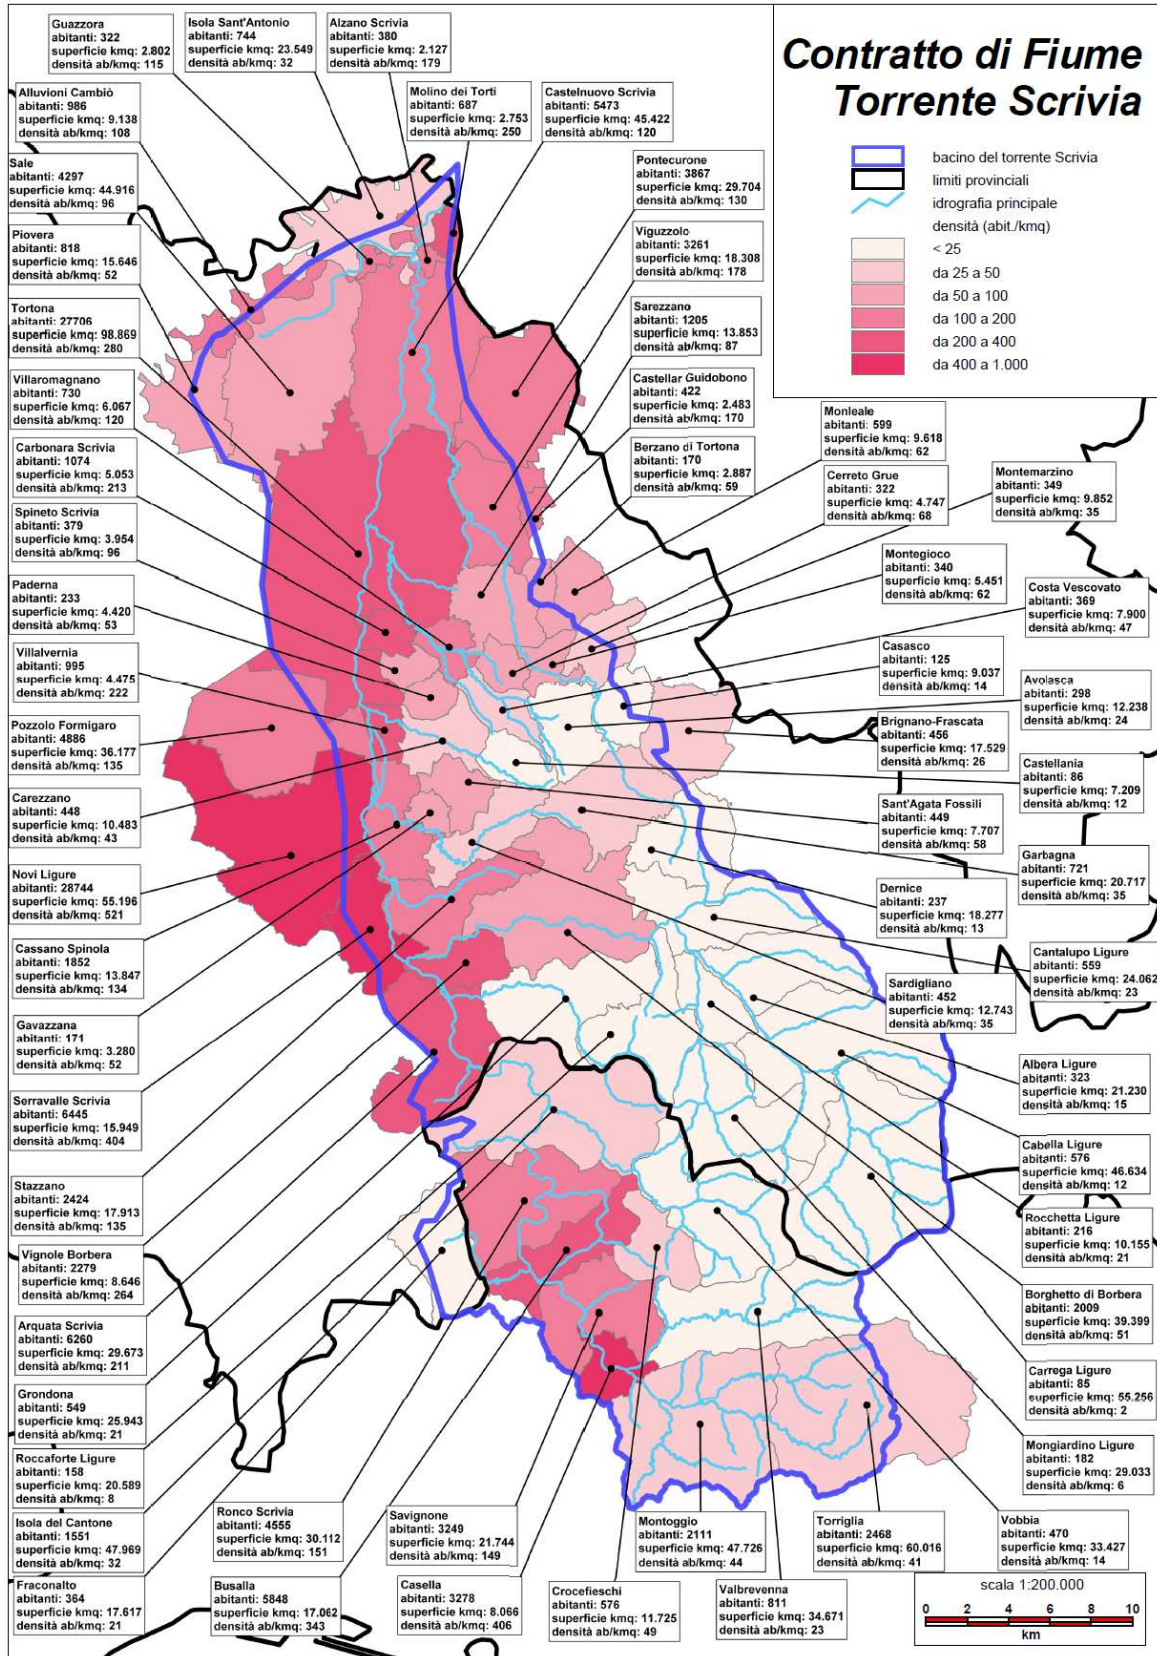 Contratto di Fiume
Torrente Scrivia
bacino del torrente Scrivia
limiti provinciali
idrografia principale
densità (abit./kmq)
< 25
da 25 a 50
da 50 a 100
da 100 a 200
da 200 a 400
da 400 a 1.000
Guazzora
abitanti: 322
superficie kmq: 2.802
densità ab/kmq: 115
Isola Sant'Antonio
abitanti: 744
superficie kmq: 23.549
densità ab/kmq: 32
Alzano Scrivia
abitanti: 380
superficie kmq: 2.127
densità ab/kmq: 179
Alluvioni Cambiò
abitanti: 986
superficie kmq: 9.138
densità ab/kmq: 108
Molino dei Torti
abitanti: 687
superficie kmq: 2.753
densità ab/kmq: 250
Castelnuovo Scrivia
abitanti: 5473
superficie kmq: 45.422
densità ab/kmq: 120
Sale
abitanti: 4297
superficie kmq: 44.916
densità ab/kmq: 96
Pontecurone
abitanti: 3867
superficie kmq: 29.704
densità ab/kmq: 130
Piovera
abitanti: 818
superficie kmq: 15.646
densità ab/kmq: 52
Viguzzolo
abitanti: 3261
superficie kmq: 18.308
densità ab/kmq: 178
Tortona
abitanti: 27706
superficie kmq: 98.869
densità ab/kmq: 280
Sarezzano
abitanti: 1205
superficie kmq: 13.853
densità ab/kmq: 87
Villaromagnano
abitanti: 730
superficie kmq: 6.067
densità ab/kmq: 120
Castellar Guidobono
abitanti: 422
superficie kmq: 2.483
densità ab/kmq: 170
Monleale
abitanti: 599
superficie kmq: 9.618
densità ab/kmq: 62
Carbonara Scrivia
abitanti: 1074
superficie kmq: 5.053
densità ab/kmq: 213
Berzano di Tortona
abitanti: 170
superficie kmq: 2.887
densità ab/kmq: 59
Cerreto Grue
abitanti: 322
superficie kmq: 4.747
densità ab/kmq: 68
Montemarzino
abitanti: 349
superficie kmq: 9.852
densità ab/kmq: 35
Spineto Scrivia
abitanti: 379
superficie kmq: 3.954
densità ab/kmq: 96
Montegioco
abitanti: 340
superficie kmq: 5.451
densità ab/kmq: 62
Costa Vescovato
abitanti: 369
superficie kmq: 7.900
densità ab/kmq: 47
Paderna
abitanti: 233
superficie kmq: 4.420
densità ab/kmq: 53
Villalvernia
abitanti: 995
superficie kmq: 4.475
densità ab/kmq: 222
Casasco
abitanti: 125
superficie kmq: 9.037
densità ab/kmq: 14
Avolasca
abitanti: 298
superficie kmq: 12.238
densità ab/kmq: 24
Pozzolo Formigaro
abitanti: 4886
superficie kmq: 36.177
densità ab/kmq: 135
Brignano-Frascata
abitanti: 456
superficie kmq: 17.529
densità ab/kmq: 26
Castellania
abitanti: 86
superficie kmq: 7.209
densità ab/kmq: 12
Carezzano
abitanti: 448
superficie kmq: 10.483
densità ab/kmq: 43
Sant'Agata Fossili
abitanti: 449
superficie kmq: 7.707
densità ab/kmq: 58
Garbagna
abitanti: 721
superficie kmq: 20.717
densità ab/kmq: 35
Novi Ligure
abitanti: 28744
superficie kmq: 55.196
densità ab/kmq: 521
Dernice
abitanti: 237
superficie kmq: 18.277
densità ab/kmq: 13
Cassano Spinola
abitanti: 1852
superficie kmq: 13.847
densità ab/kmq: 134
Cantalupo Ligure
abitanti: 559
superficie kmq: 24.062
densità ab/kmq: 23
Sardigliano
abitanti: 452
superficie kmq: 12.743
densità ab/kmq: 35
Gavazzana
abitanti: 171
superficie kmq: 3.280
densità ab/kmq: 52
Albera Ligure
abitanti: 323
superficie kmq: 21.230
densità ab/kmq: 15
Serravalle Scrivia
abitanti: 6445
superficie kmq: 15.949
densità ab/kmq: 404
Cabella Ligure
abitanti: 576
superficie kmq: 46.634
densità ab/kmq: 12
Stazzano
abitanti: 2424
superficie kmq: 17.913
densità ab/kmq: 135
Rocchetta Ligure
abitanti: 216
superficie kmq: 10.155
densità ab/kmq: 21
Vignole Borbera
abitanti: 2279
superficie kmq: 8.646
densità ab/kmq: 264
Borghetto di Borbera
abitanti: 2009
superficie kmq: 39.399
densità ab/kmq: 51
Arquata Scrivia
abitanti: 6260
superficie kmq: 29.673
densità ab/kmq: 211
Carrega Ligure
abitanti: 85
superficie kmq: 55.256
densità ab/kmq: 2
Grondona
abitanti: 549
superficie kmq: 25.943
densità ab/kmq: 21
Mongiardino Ligure
abitanti: 182
superficie kmq: 29.033
densità ab/kmq: 6
Roccaforte Ligure
abitanti: 158
superficie kmq: 20.589
densità ab/kmq: 8
Isola del Cantone
abitanti: 1551
superficie kmq: 47.969
densità ab/kmq: 32
Ronco Scrivia
abitanti: 4555
superficie kmq: 30.112
densità ab/kmq: 151
Savignone
abitanti: 3249
superficie kmq: 21.744
densità ab/kmq: 149
Montoggio
abitanti: 2111
superficie kmq: 47.726
densità ab/kmq: 44
Torriglia
abitanti: 2468
superficie kmq: 60.016
densità ab/kmq: 41
Vobbia
abitanti: 470
superficie kmq: 33.427
densità ab/kmq: 14
Fraconalto
abitanti: 364
superficie kmq: 17.617
densità ab/kmq: 21
Busalla
abitanti: 5848
superficie kmq: 17.062
densità ab/kmq: 343
Casella
abitanti: 3278
superficie kmq: 8.066
densità ab/kmq: 406
Crocefieschi
abitanti: 576
superficie kmq: 11.725
densità ab/kmq: 49
Valbrevenna
abitanti: 811
superficie kmq: 34.671
densità ab/kmq: 23
scala 1:200.000
0 2 4 6 8 10
km